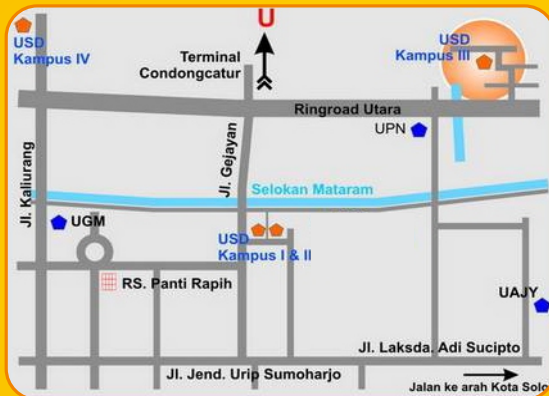 U
USD
Kampus IV
Terminal
Condongcatur
USD
Kampus III
Ringroad Utara
UPN
Jl. Kaliurang
Jl. Gejayan
Selokan Mataram
UGM
USD
Kampus I & II
RS. Panti Rapih
UAJY
Jl. Laksda. Adi Sucipto
Jl. Jend. Urip Sumoharjo
Jalan ke arah Kota Solo